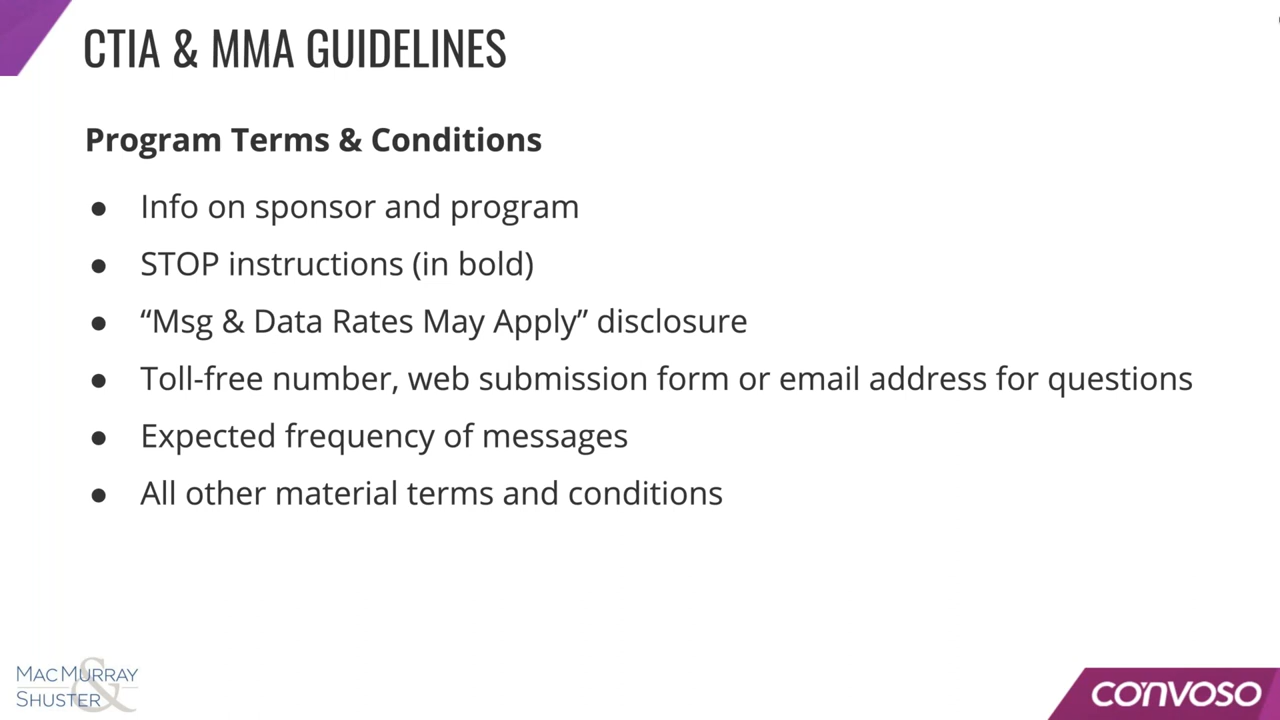 CTIA & MMA GUIDELINES
Program Terms & Conditions
● Info on sponsor and program
● STOP instructions (in bold)
● “Msg & Data Rates May Apply” disclosure
● Toll-free number, web submission form or email address for questions
● Expected frequency of messages
● All other material terms and conditions
MACMURRAY
& SHUSTER
CONVOSO